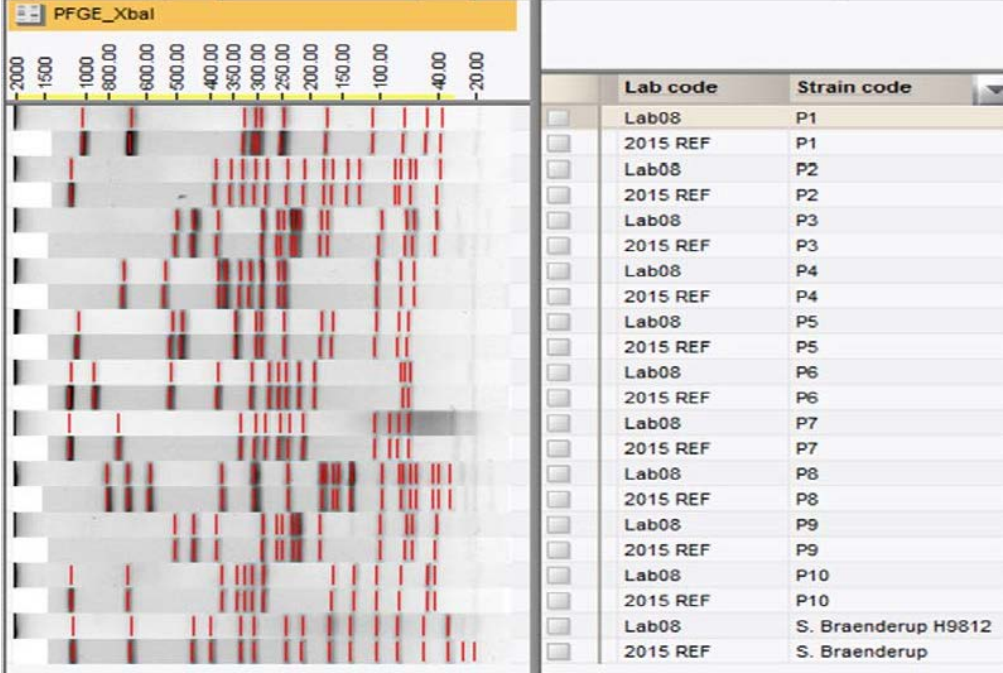 PFGE_XbaI
2000 1500 1000 800.00 600.00 500.00 400.00 350.00 300.00 250.00 200.00 150.00 100.00 40.00 20.00
Lab code Strain code
Lab08 P1
2015 REF P1
Lab08 P2
2015 REF P2
Lab08 P3
2015 REF P3
Lab08 P4
2015 REF P4
Lab08 P5
2015 REF P5
Lab08 P6
2015 REF P6
Lab08 P7
2015 REF P7
Lab08 P8
2015 REF P8
Lab08 P9
2015 REF P9
Lab08 P10
2015 REF P10
Lab08 S. Braenderup H9812
2015 REF S. Braenderup